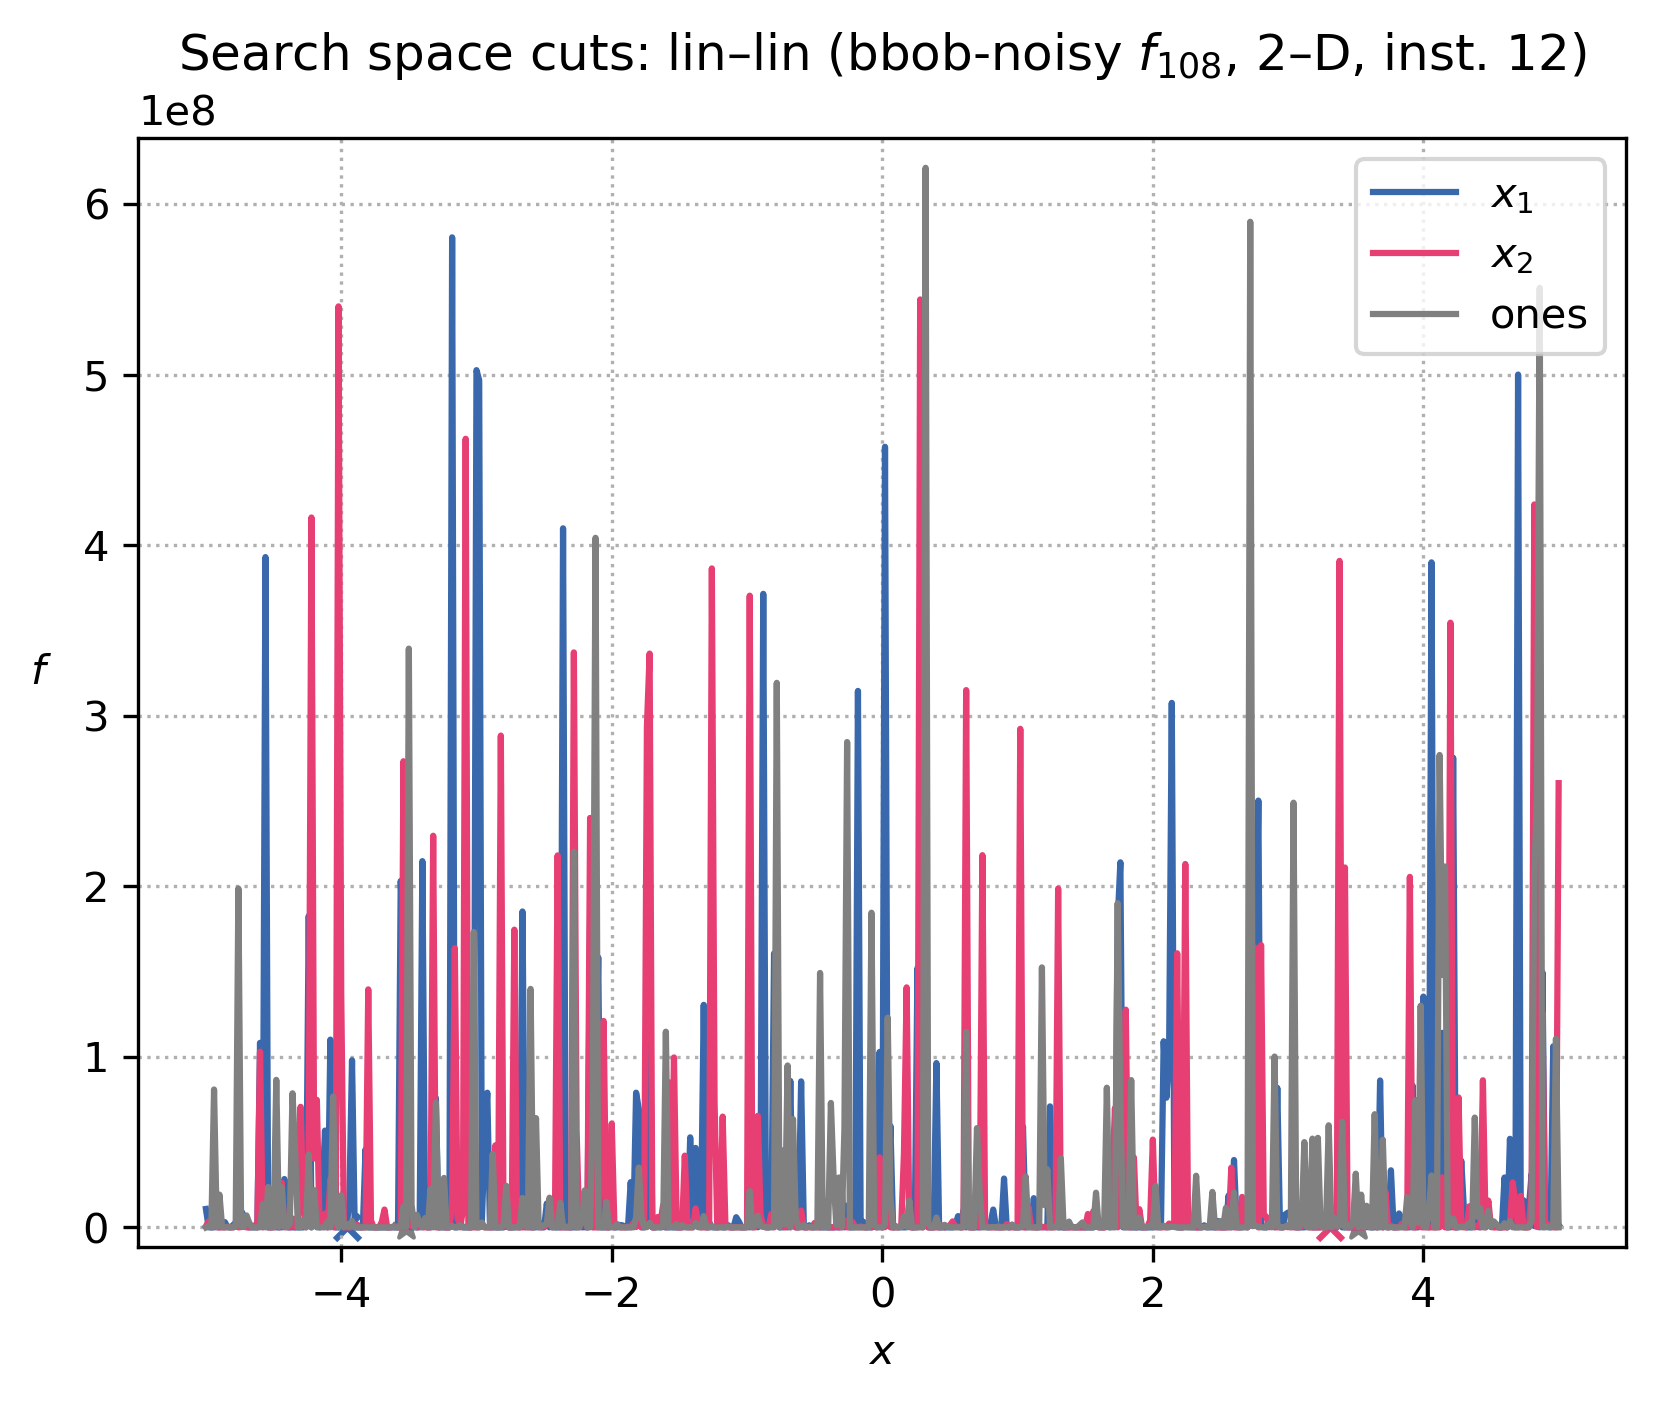 Search space cuts: lin–lin (bbob-noisy f₁₀₈, 2–D, inst. 12)
1e8
x₁
x₂
ones
6
5
4
3
2
1
0
f
−4
−2
0
2
4
x